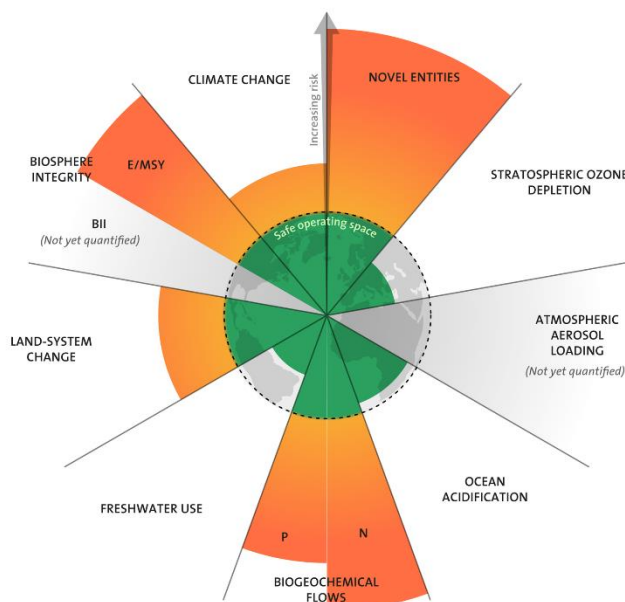 CLIMATE CHANGE
NOVEL ENTITIES
Increasing risk
BIOSPHERE
INTEGRITY
E/MSY
STRATOSPHERIC OZONE
DEPLETION
BII
(Not yet quantified)
Safe operating space
LAND-SYSTEM
CHANGE
ATMOSPHERIC
AEROSOL
LOADING
(Not yet quantified)
FRESHWATER USE
OCEAN
ACIDIFICATION
P
N
BIOGEOCHEMICAL
FLOWS